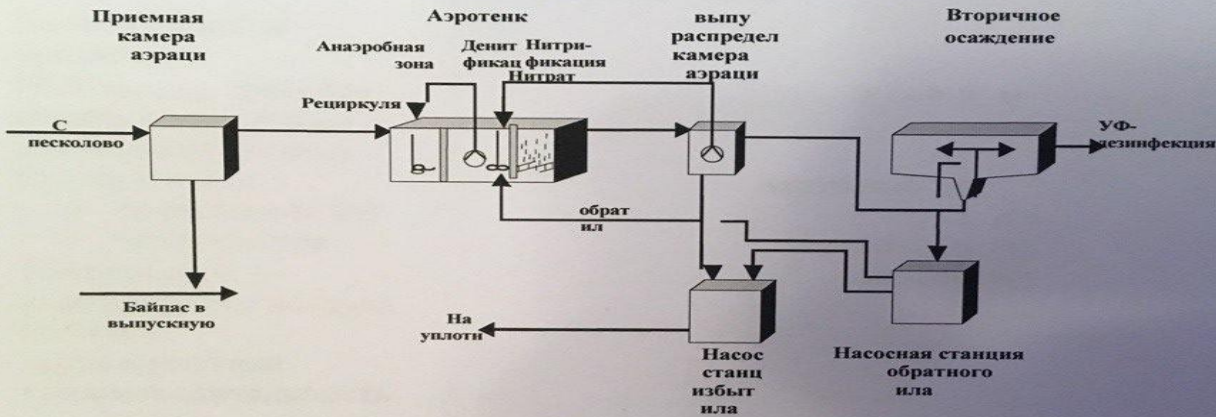 Приемная
камера
аэраци
Аэротенк
выпу
распредел
камера
аэраци
Вторичное
осаждение
Анаэробная
зона
Денит
фикац
Нитри-
фикация
Нитрат
Рециркуля
С
песколово
УФ-
дезинфекция
обрат
ил
Байпас в
выпускную
На
уплотн
Насос
станц
избыт
ила
Насосная станция
обратного
ила